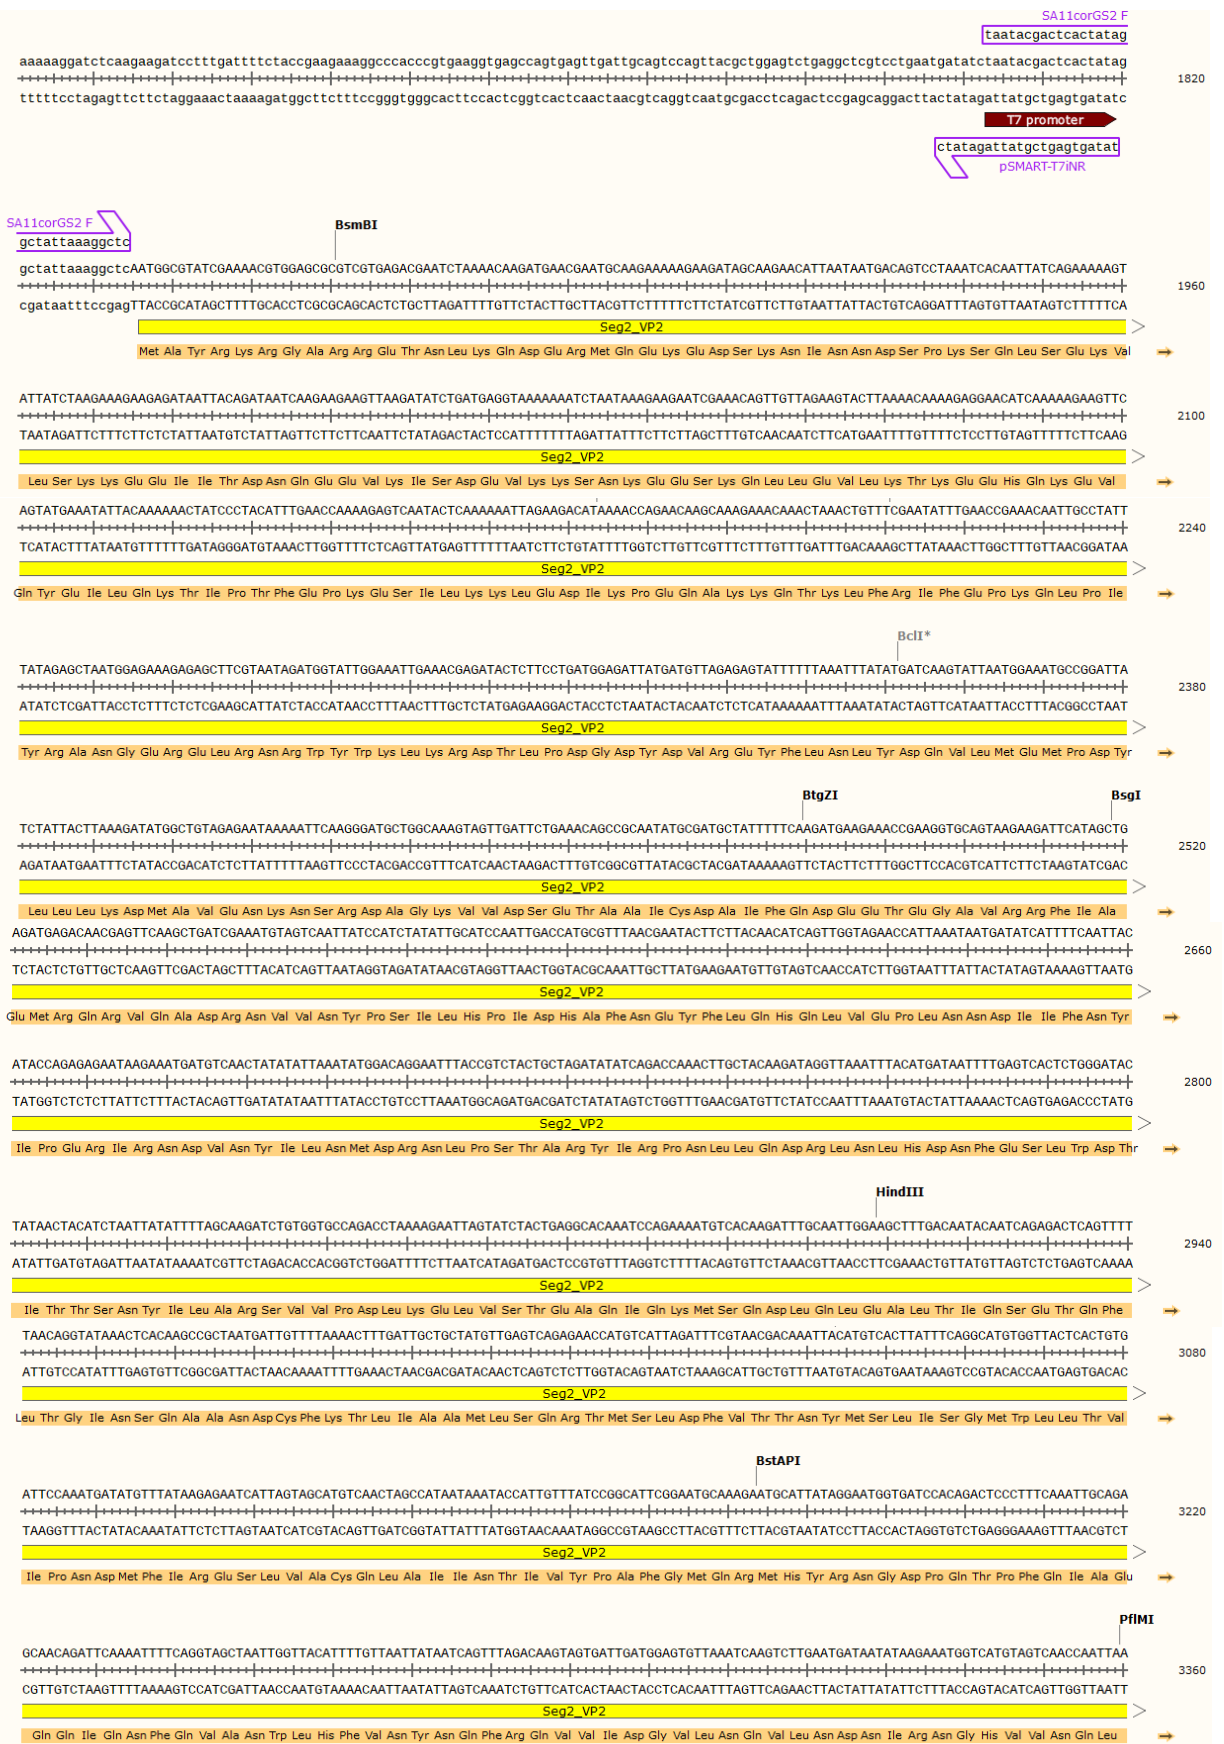 SA11corGS2 F
taatacgactcactatag
aaaaaggatctcaagaagatcctttgattttctaccgaagaaaggcccacccgtgaaggtgagccagtgagttgattgcagtccagttacgctggagtctgaggctcgtcctgaatgatatctaatacgactcactatag
1820
tttttcctagagttcttctaggaaactaaaagatggcttctttccgggtgggcacttccactcggtcactcaactaacgtcaggtcaatgcgacctcagactccgagcaggacttactatagattatgctgagtgatatc
T7 promoter
ctatagattatgctgagtgatat
pSMART-T7iNR
SA11corGS2 F
gctattaaaggctc
BsmBI
gctattaaaggctcAATGGCGTATCGAAAACGTGGAGCGCGTCGTGAGACGAATCTAAAACAAGATGAACGAATGCAAGAAAAAGAAGATAGCAAGAACATTAATAATGACAGTCCTAAATCACAATTATCAGAAAAAGT
1960
cgataatttccgagTTACCGCATAGCTTTTGCACCTCGCGCAGCACTCTGCTTAGATTTTGTTCTACTTGCTTACGTTCTTTTTCTTCTATCGTTCTTGTAATTATTACTGTCAGGATTTAGTGTTAATAGTCTTTTTCA
Seg2_VP2
Met Ala Tyr Arg Lys Arg Gly Ala Arg Arg Glu Thr Asn Leu Lys Gln Asp Glu Arg Met Gln Glu Lys Glu Asp Ser Lys Asn Ile Asn Asn Asp Ser Pro Lys Ser Gln Leu Ser Glu Lys Val
ATTATCTAAGAAAGAAGAGATAATTACAGATAATCAAGAAGAAGTTAAGATATCTGATGAGGTAAAAAAATCTAATAAAGAAGAATCGAAACAGTTGTTAGAAGTACTTAAAACAAAAGAGGAACATCAAAAAGAAGTTC
2100
TAATAGATTCTTTCTTCTCTATTAATGTCTATTAGTTCTTCTTCAATTCTATAGACTACTCCATTTTTTTAGATTATTTCTTCTTAGCTTTGTCAACAATCTTCATGAATTTTGTTTTCTCCTTGTAGTTTTTCTTCAAG
Seg2_VP2
Leu Ser Lys Lys Glu Glu Ile Ile Thr Asp Asn Gln Glu Glu Val Lys Ile Ser Asp Glu Val Lys Lys Ser Asn Lys Glu Glu Ser Lys Gln Leu Leu Glu Val Leu Lys Thr Lys Glu Glu His Gln Lys Glu Val
AGTATGAAATATTACAAAAAACTATCCCTACATTTGAACCAAAAGAGTCAATACTCAAAAAATTAGAAGACATAAAACCAGAACAAGCAAAGAAACAAACTAAACTGTTTCGAATATTTGAACCGAAACAATTGCCTATT
2240
TCATACTTTATAATGTTTTTTGATAGGGATGTAAACTTGGTTTTCTCAGTTATGAGTTTTTTAATCTTCTGTATTTTGGTCTTGTTCGTTTCTTTGTTTGATTTGACAAAGCTTATAAACTTGGCTTTGTTAACGGATAA
Seg2_VP2
Gln Tyr Glu Ile Leu Gln Lys Thr Ile Pro Thr Phe Glu Pro Lys Glu Ser Ile Leu Lys Lys Leu Glu Asp Ile Lys Pro Glu Gln Ala Lys Lys Gln Thr Lys Leu Phe Arg Ile Phe Glu Pro Lys Gln Leu Pro Ile
BclI*
TATAGAGCTAATGGAGAAAGAGAGCTTCGTAATAGATGGTATTGGAAATTGAAACGAGATACTCTTCCTGATGGAGATTATGATGTTAGAGAGTATTTTTTAAATTTATATGATCAAGTATTAATGGAAATGCCGGATTA
2380
ATATCTCGATTACCTCTTTCTCTCGAAGCATTATCTACCATAACCTTTAACTTTGCTCTATGAGAAGGACTACCTCTAATACTACAATCTCTCATAAAAAATTTAAATATACTAGTTCATAATTACCTTTACGGCCTAAT
Seg2_VP2
Tyr Arg Ala Asn Gly Glu Arg Glu Leu Arg Asn Arg Trp Tyr Trp Lys Leu Lys Arg Asp Thr Leu Pro Asp Gly Asp Tyr Asp Val Arg Glu Tyr Phe Leu Asn Leu Tyr Asp Gln Val Leu Met Glu Met Pro Asp Tyr
BtgZI
BsgI
TCTATTACTTAAAGATATGGCTGTAGAGAATAAAAATTCAAGGGATGCTGGCAAAGTAGTTGATTCTGAAACAGCCGCAATATGCGATGCTATTTTTCAAGATGAAGAAACCGAAGGTGCAGTAAGAAGATTCATAGCTG
2520
AGATAATGAATTTCTATACCGACATCTCTTATTTTTAAGTTCCCTACGACCGTTTCATCAACTAAGACTTTGTCGGCGTTATACGCTACGATAAAAAGTTCTACTTCTTTGGCTTCCACGTCATTCTTCTAAGTATCGAC
Seg2_VP2
Leu Leu Leu Lys Asp Met Ala Val Glu Asn Lys Asn Ser Arg Asp Ala Gly Lys Val Val Asp Ser Glu Thr Ala Ala Ile Cys Asp Ala Ile Phe Gln Asp Glu Glu Thr Glu Gly Ala Val Arg Arg Phe Ile Ala
AGATGAGACAACGAGTTCAAGCTGATCGAAATGTAGTCAATTATCCATCTATATTGCATCCAATTGACCATGCGTTTAACGAATACTTCTTACAACATCAGTTGGTAGAACCATTAAATAATGATATCATTTTCAATTAC
2660
TCTACTCTGTTGCTCAAGTTCGACTAGCTTTACATCAGTTAATAGGTAGATATAACGTAGGTTAACTGGTACGCAAATTGCTTATGAAGAATGTTGTAGTCAACCATCTTGGTAATTTATTACTATAGTAAAAGTTAATG
Seg2_VP2
Glu Met Arg Gln Arg Val Gln Ala Asp Arg Asn Val Val Asn Tyr Pro Ser Ile Leu His Pro Ile Asp His Ala Phe Asn Glu Tyr Phe Leu Gln His Gln Leu Val Glu Pro Leu Asn Asn Asp Ile Ile Phe Asn Tyr
ATACCAGAGAGAATAAGAAATGATGTCAACTATATATTAAATATGGACAGGAATTTACCGTCTACTGCTAGATATATCAGACCAAACTTGCTACAAGATAGGTTAAATTTACATGATAATTTTGAGTCACTCTGGGATAC
2800
TATGGTCTCTCTTATTCTTTACTACAGTTGATATATAATTTATACCTGTCCTTAAATGGCAGATGACGATCTATATAGTCTGGTTTGAACGATGTTCTATCCAATTTAAATGTACTATTAAAACTCAGTGAGACCCTATG
Seg2_VP2
Ile Pro Glu Arg Ile Arg Asn Asp Val Asn Tyr Ile Leu Asn Met Asp Arg Asn Leu Pro Ser Thr Ala Arg Tyr Ile Arg Pro Asn Leu Leu Gln Asp Arg Leu Asn Leu His Asp Asn Phe Glu Ser Leu Trp Asp Thr
HindIII
TATAACTACATCTAATTATATTTTAGCAAGATCTGTGGTGCCAGACCTAAAAGAATTAGTATCTACTGAGGCACAAATCCAGAAAATGTCACAAGATTTGCAATTGGAAGCTTTGACAATACAATCAGAGACTCAGTTTT
2940
ATATTGATGTAGATTAATATAAAATCGTTCTAGACACCACGGTCTGGATTTTCTTAATCATAGATGACTCCGTGTTTAGGTCTTTTACAGTGTTCTAAACGTTAACCTTCGAAACTGTTATGTTAGTCTCTGAGTCAAAA
Seg2_VP2
Ile Thr Thr Ser Asn Tyr Ile Leu Ala Arg Ser Val Val Pro Asp Leu Lys Glu Leu Val Ser Thr Glu Ala Gln Ile Gln Lys Met Ser Gln Asp Leu Gln Leu Glu Ala Leu Thr Ile Gln Ser Glu Thr Gln Phe
TAACAGGTATAAACTCACAAGCCGCTAATGATTGTTTTAAAACTTTGATTGCTGCTATGTTGAGTCAGAGAACCATGTCATTAGATTTCGTAACGACAAATTACATGTCACTTATTTCAGGCATGTGGTTACTCACTGTG
3080
ATTGTCCATATTTGAGTGTTCGGCGATTACTAACAAAATTTTGAAACTAACGACGATACAACTCAGTCTCTTGGTACAGTAATCTAAAGCATTGCTGTTTAATGTACAGTGAATAAAGTCCGTACACCAATGAGTGACAC
Seg2_VP2
Leu Thr Gly Ile Asn Ser Gln Ala Ala Asn Asp Cys Phe Lys Thr Leu Ile Ala Ala Met Leu Ser Gln Arg Thr Met Ser Leu Asp Phe Val Thr Thr Asn Tyr Met Ser Leu Ile Ser Gly Met Trp Leu Leu Thr Val
BstAPI
ATTCCAAATGATATGTTTATAAGAGAATCATTAGTAGCATGTCAACTAGCCATAATAAATACCATTGTTTATCCGGCATTCGGAATGCAAAGAATGCATTATAGGAATGGTGATCCACAGACTCCCTTTCAAATTGCAGA
3220
TAAGGTTTACTATACAAATATTCTCTTAGTAATCATCGTACAGTTGATCGGTATTATTTATGGTAACAAATAGGCCGTAAGCCTTACGTTTCTTACGTAATATCCTTACCACTAGGTGTCTGAGGGAAAGTTTAACGTCT
Seg2_VP2
Ile Pro Asn Asp Met Phe Ile Arg Glu Ser Leu Val Ala Cys Gln Leu Ala Ile Ile Asn Thr Ile Val Tyr Pro Ala Phe Gly Met Gln Arg Met His Tyr Arg Asn Gly Asp Pro Gln Thr Pro Phe Gln Ile Ala Glu
PflMI
GCAACAGATTCAAAATTTTCAGGTAGCTAATTGGTTACATTTTGTTAATTATAATCAGTTTAGACAAGTAGTGATTGATGGAGTGTTAAATCAAGTCTTGAATGATAATATAAGAAATGGTCATGTAGTCAACCAATTAA
3360
CGTTGTCTAAGTTTTAAAAGTCCATCGATTAACCAATGTAAAACAATTAATATTAGTCAAATCTGTTCATCACTAACTACCTCACAATTTAGTTCAGAACTTACTATTATATTCTTTACCAGTACATCAGTTGGTTAATT
Seg2_VP2
Gln Gln Ile Gln Asn Phe Gln Val Ala Asn Trp Leu His Phe Val Asn Tyr Asn Gln Phe Arg Gln Val Val Ile Asp Gly Val Leu Asn Gln Val Leu Asn Asp Asn Ile Arg Asn Gly His Val Val Asn Gln Leu